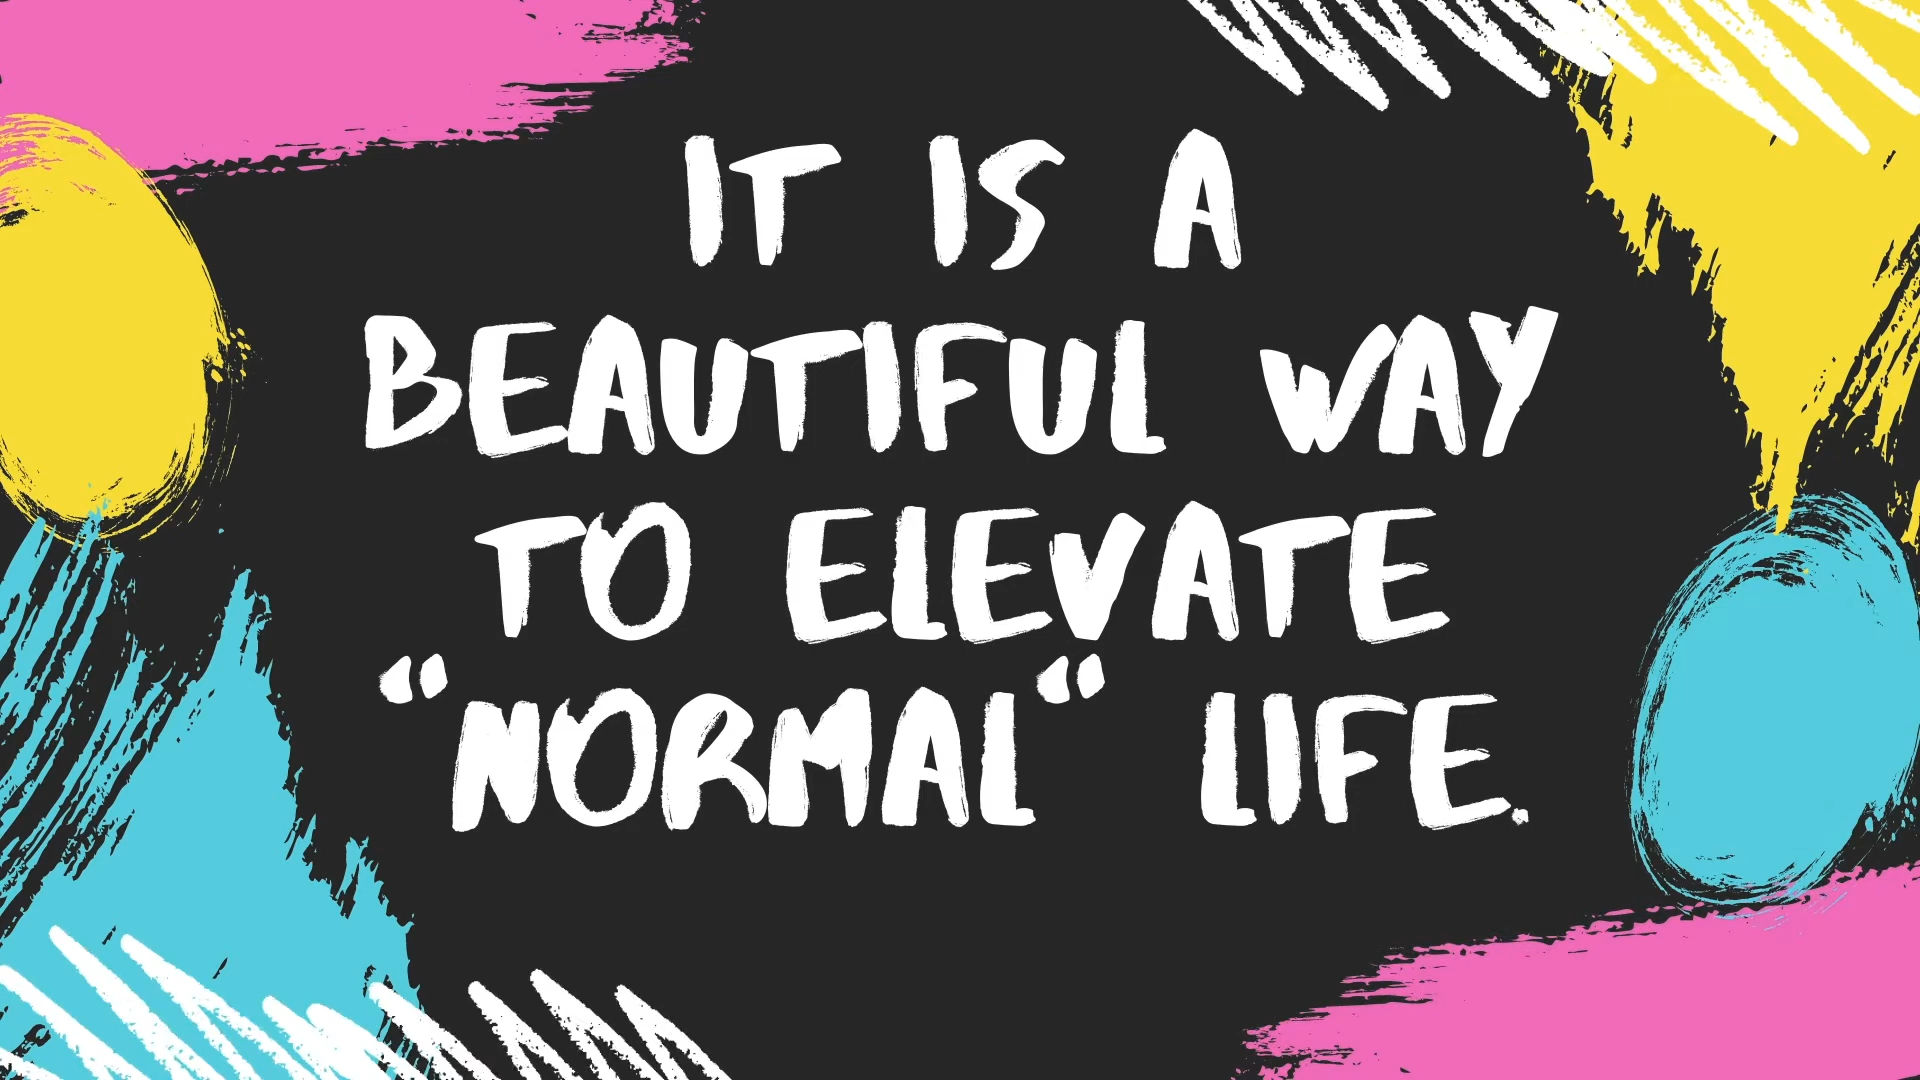 IT IS A
BEAUTIFUL WAY
TO ELEVATE
“NORMAL“ LIFE.